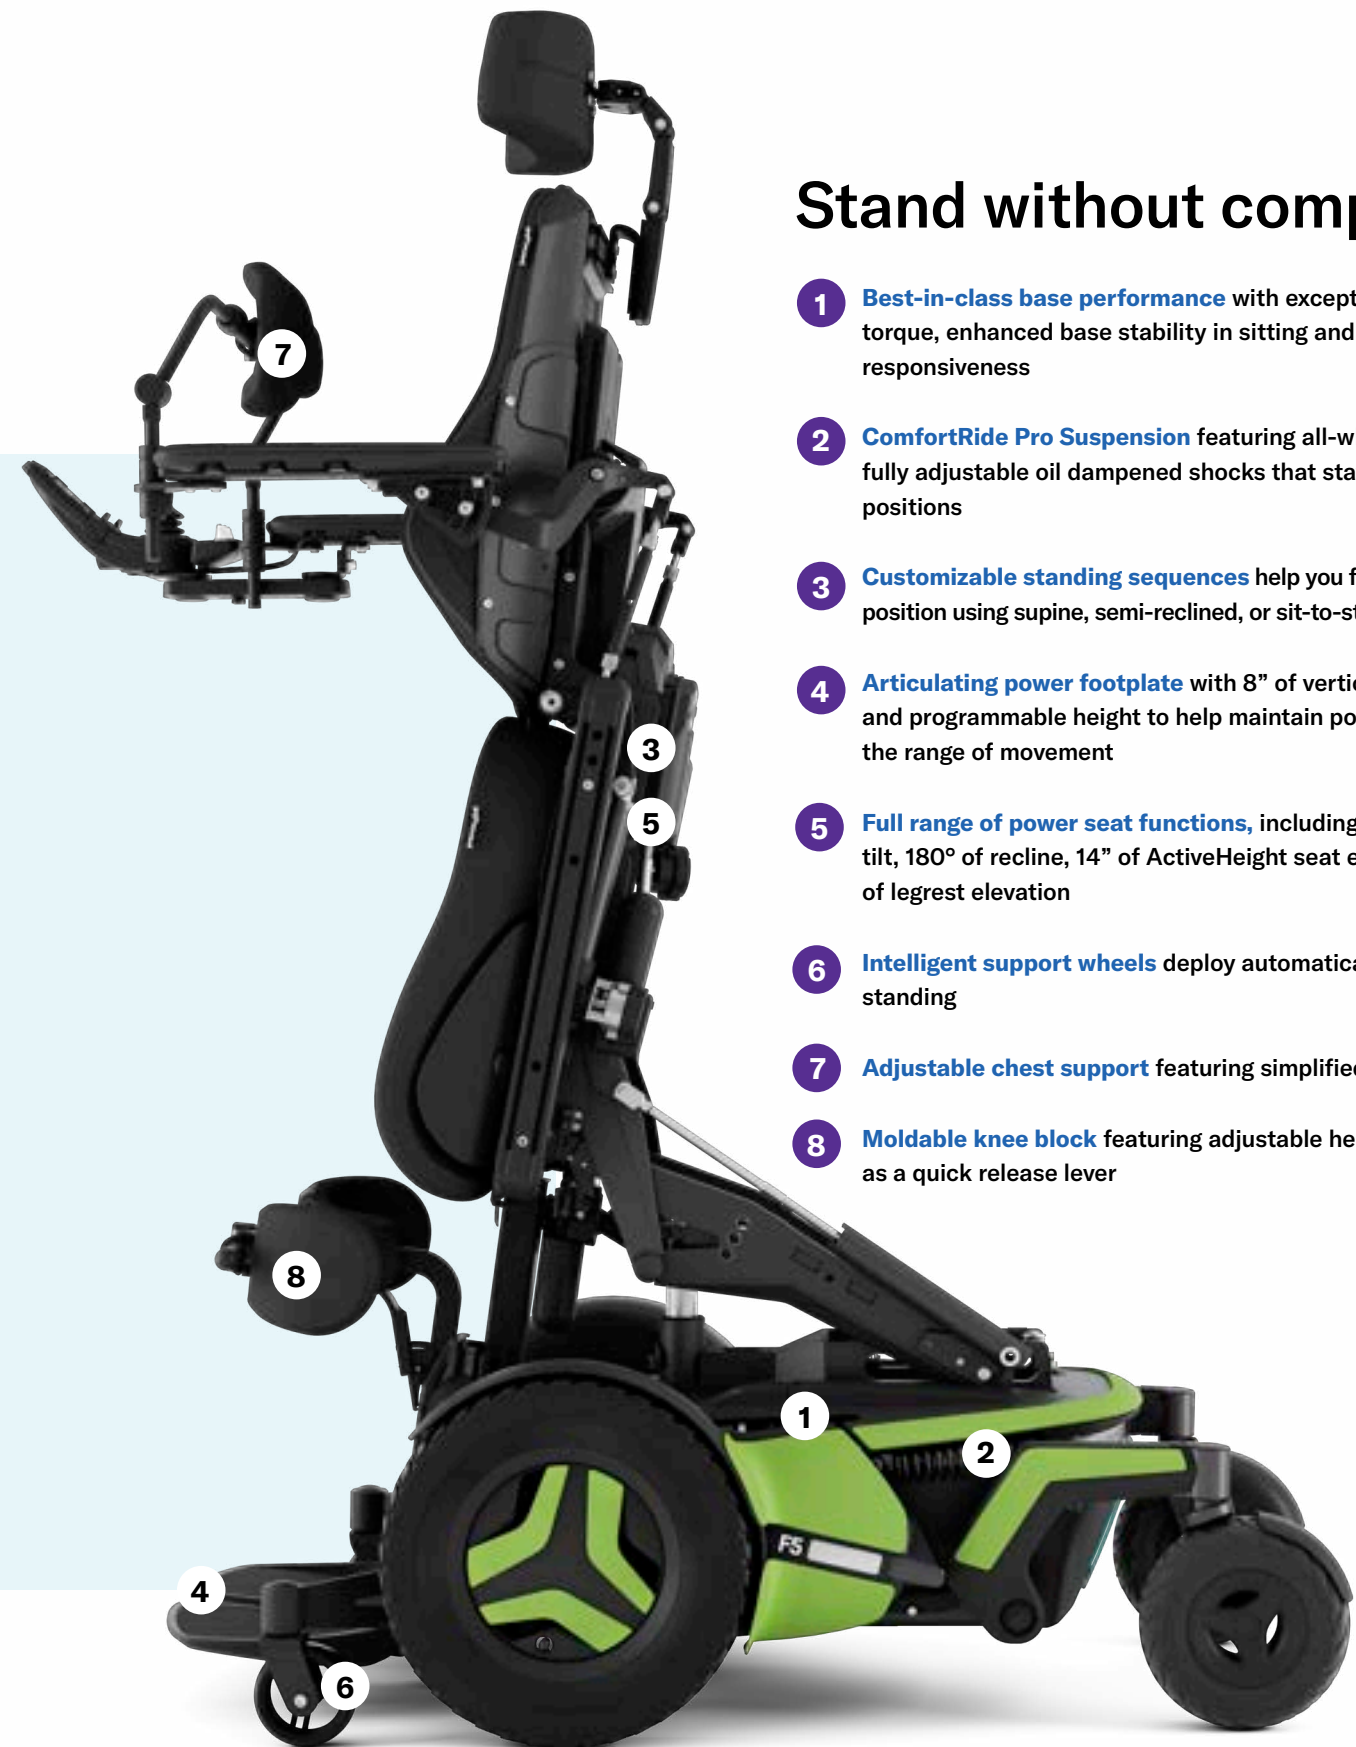 Stand without comp
1 Best-in-class base performance with except
torque, enhanced base stability in sitting and
responsiveness
2 ComfortRide Pro Suspension featuring all-w
fully adjustable oil dampened shocks that sta
positions
3 Customizable standing sequences help you f
position using supine, semi-reclined, or sit-to-st
4 Articulating power footplate with 8” of vertic
and programmable height to help maintain po
the range of movement
5 Full range of power seat functions, including
tilt, 180° of recline, 14” of ActiveHeight seat e
of legrest elevation
6 Intelligent support wheels deploy automatica
standing
7 Adjustable chest support featuring simplified
8 Moldable knee block featuring adjustable he
as a quick release lever
7
3
5
8
1
2
F5
4
6